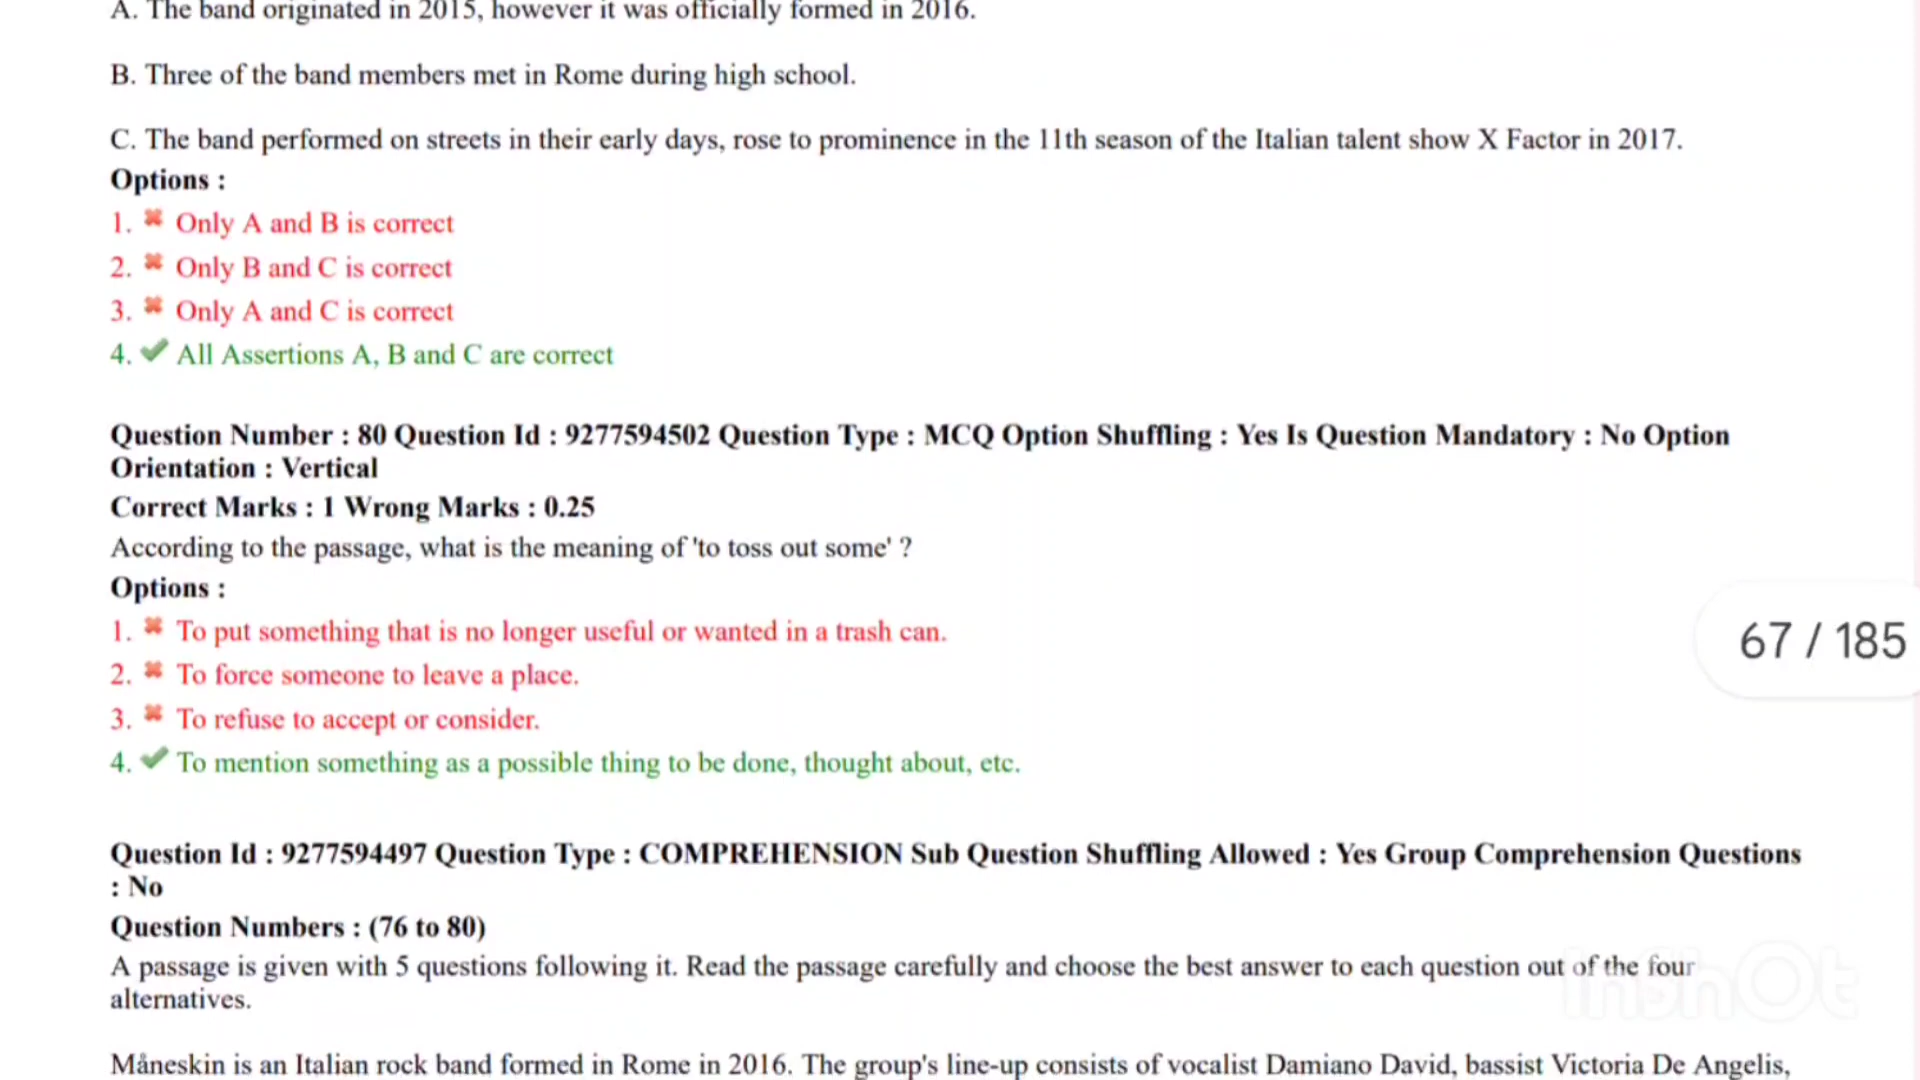 A. The band originated in 2015, however it was officially formed in 2016.
B. Three of the band members met in Rome during high school.
C. The band performed on streets in their early days, rose to prominence in the 11th season of the Italian talent show X Factor in 2017.
Options :
1. ✖ Only A and B is correct
2. ✖ Only B and C is correct
3. ✖ Only A and C is correct
4. ✔ All Assertions A, B and C are correct
Question Number : 80 Question Id : 9277594502 Question Type : MCQ Option Shuffling : Yes Is Question Mandatory : No Option
Orientation : Vertical
Correct Marks : 1 Wrong Marks : 0.25
According to the passage, what is the meaning of 'to toss out some' ?
Options :
1. ✖ To put something that is no longer useful or wanted in a trash can.
2. ✖ To force someone to leave a place.
67 / 185
3. ✖ To refuse to accept or consider.
4. ✔ To mention something as a possible thing to be done, thought about, etc.
Question Id : 9277594497 Question Type : COMPREHENSION Sub Question Shuffling Allowed : Yes Group Comprehension Questions
: No
Question Numbers : (76 to 80)
A passage is given with 5 questions following it. Read the passage carefully and choose the best answer to each question out of the four
alternatives.
InShOt
Måneskin is an Italian rock band formed in Rome in 2016. The group's line-up consists of vocalist Damiano David, bassist Victoria De Angelis,